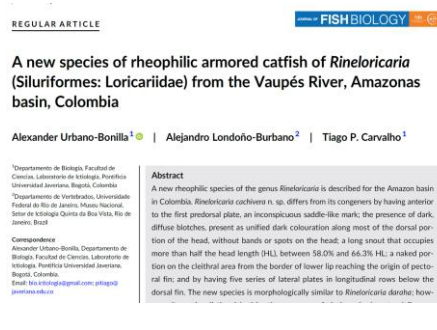 REGULAR ARTICLE
JOURNAL OF FISH BIOLOGY
A new species of rheophilic armored catfish of Rineloricaria
(Siluriformes: Loricariidae) from the Vaupés River, Amazonas
basin, Colombia
Alexander Urbano-Bonilla1 | Alejandro Londoño-Burbano2 | Tiago P. Carvalho1
1Departamento de Biología, Facultad de
Ciencias, Laboratorio de Ictiología, Pontificia
Universidad Javeriana, Bogotá, Colombia
2Departamento de Vertebrados, Universidade
Federal do Rio de Janeiro, Museu Nacional,
Setor de Ictiologia Quinta da Boa Vista, Rio de
Janeiro, Brazil
Correspondence
Alexander Urbano-Bonilla, Departamento de
Biología, Facultad de Ciencias, Laboratorio de
Ictiología, Pontificia Universidad Javeriana,
Bogotá, Colombia.
Email: bio.ictiologia@gmail.com;
javeriana.edu.co
Abstract
A new rheophilic species of the genus Rineloricaria is described for the Amazon basin
in Colombia. Rineloricaria cachivera n. sp. differs from its congeners by having anterior
to the first predorsal plate, an inconspicuous saddle-like mark; the presence of dark,
diffuse blotches, present as unified dark colouration along most of the dorsal por-
tion of the head, without bands or spots on the head; a long snout that occupies
more than half the head length (HL), between 58.0% and 66.3% HL; a naked por-
tion on the cleithral area from the border of lower lip reaching the origin of pecto-
ral fin; and by having five series of lateral plates in longitudinal rows below the
dorsal fin. The new species is morphologically similar to Rineloricaria daraha; how-